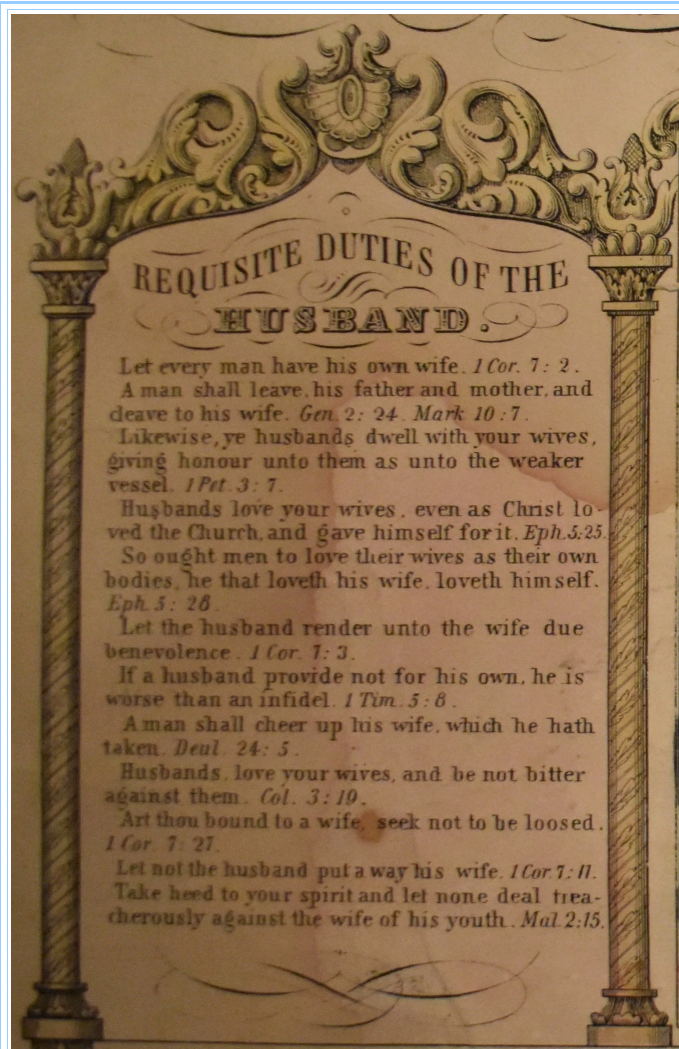 REQUISITE DUTIES OF THE
HUSBAND.
Let every man have his own wife. 1 Cor. 7: 2.
A man shall leave, his father and mother, and
cleave to his wife. Gen. 2: 24. Mark 10: 7.
Likewise, ye husbands dwell with your wives,
giving honour unto them as unto the weaker
vessel. 1 Pet. 3: 7.
Husbands love your wives, even as Christ lo-
ved the Church, and gave himself for it. Eph. 5:25.
So ought men to love their wives as their own
bodies, he that loveth his wife, loveth himself.
Eph. 5: 28.
Let the husband render unto the wife due
benevolence. 1 Cor. 7: 3.
If a husband provide not for his own, he is
worse than an infidel. 1 Tim. 5: 8.
A man shall cheer up his wife, which he hath
taken. Deut. 24: 5.
Husbands, love your wives, and be not bitter
against them. Col. 3: 19.
Art thou bound to a wife, seek not to be loosed.
1 Cor. 7: 27.
Let not the husband put a way his wife. 1 Cor. 7: 11.
Take heed to your spirit and let none deal trea-
cherously against the wife of his youth. Mal. 2:15.